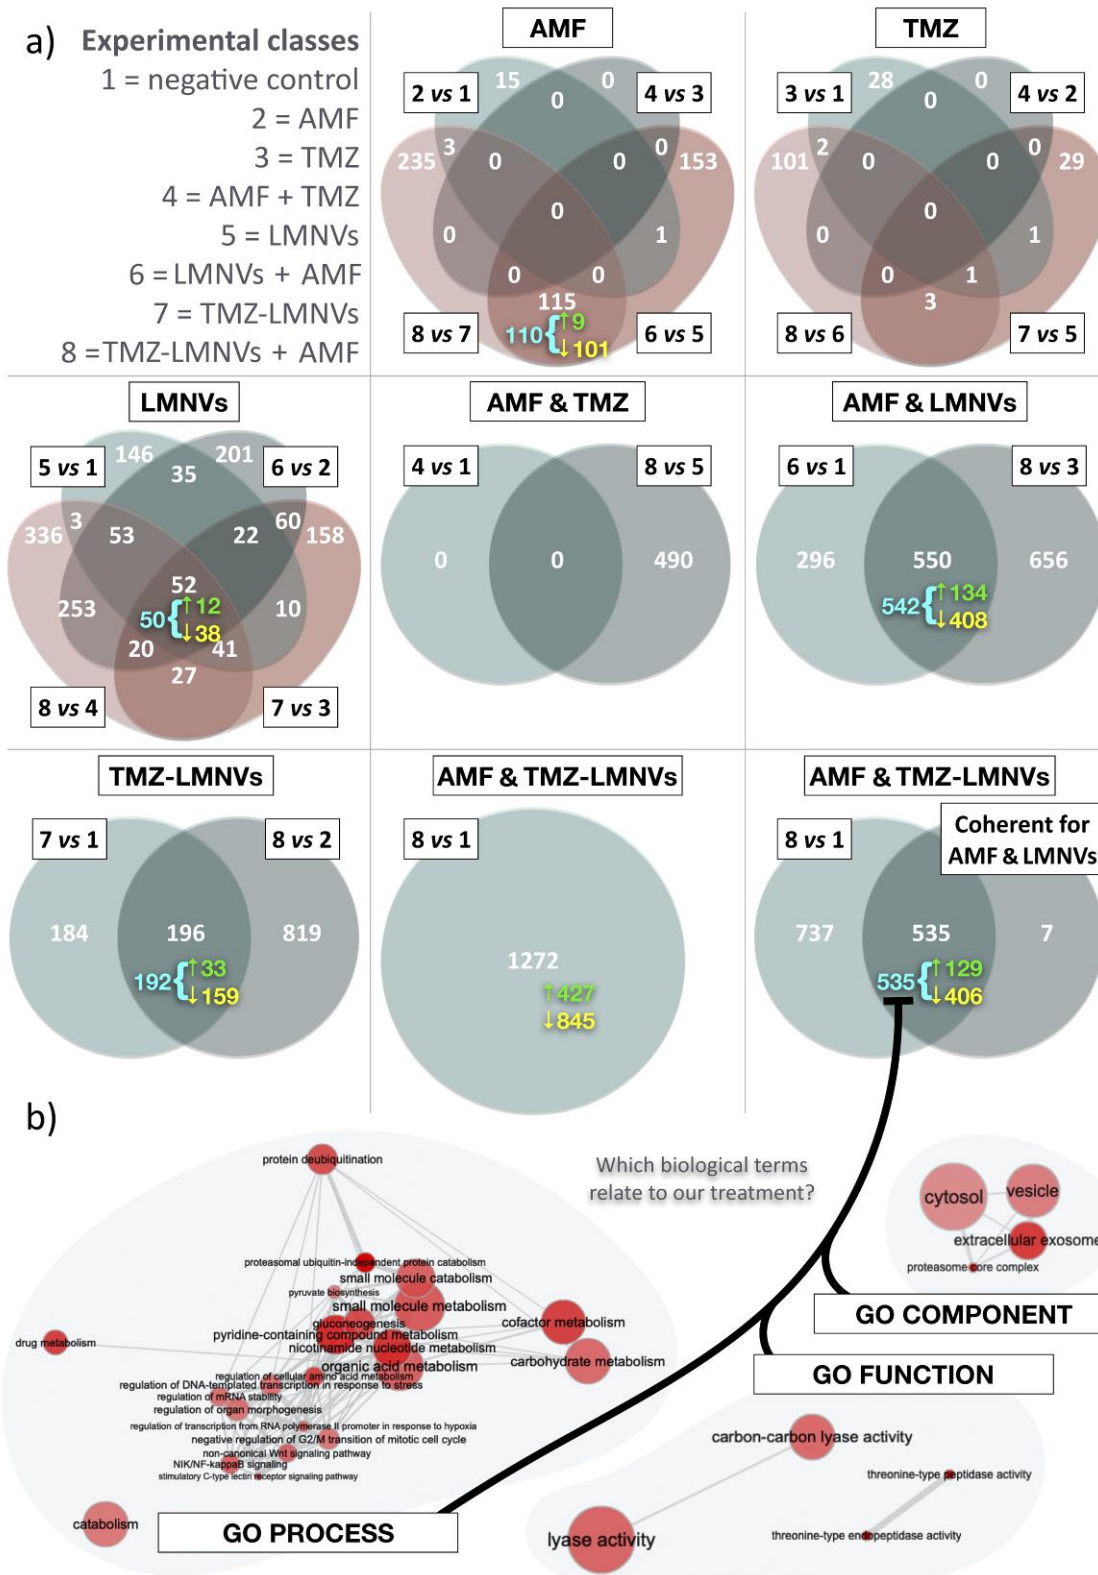 a)
Experimental classes
1 = negative control
2 = AMF
3 = TMZ
4 = AMF + TMZ
5 = LMNVs
6 = LMNVs + AMF
7 = TMZ-LMNVs
8 =TMZ-LMNVs + AMF
AMF
2 vs 1
4 vs 3
15
0
0
3
0
235
0
0
153
0
0
1
0
0
115
110 { ↑9
↓101
8 vs 7
6 vs 5
TMZ
3 vs 1
4 vs 2
28
0
0
2
0
101
0
0
29
0
0
1
0
1
3
8 vs 6
7 vs 5
LMNVs
5 vs 1
6 vs 2
146
201
35
3
60
336
53
22
158
52
253
10
50 { ↑12
↓38
20
41
27
8 vs 4
7 vs 3
AMF & TMZ
4 vs 1
8 vs 5
0
0
490
AMF & LMNVs
6 vs 1
8 vs 3
296
550
656
542 { ↑134
↓408
TMZ-LMNVs
7 vs 1
8 vs 2
184
196
819
192 { ↑33
↓159
AMF & TMZ-LMNVs
8 vs 1
1272
↑427
↓845
AMF & TMZ-LMNVs
8 vs 1
Coherent for
AMF & LMNVs
737
535
7
535 { ↑129
↓406
b)
Which biological terms
relate to our treatment?
protein deubiquitination
proteasomal ubiquitin-independent protein catabolism
small molecule catabolism
pyruvate biosynthesis
small molecule metabolism
gluconeogenesis
pyridine-containing compound metabolism
nicotinamide nucleotide metabolism
organic acid metabolism
cofactor metabolism
carbohydrate metabolism
drug metabolism
regulation of cellular amino acid metabolism
regulation of DNA-templated transcription in response to stress
regulation of mRNA stability
regulation of organ morphogenesis
regulation of transcription from RNA polymerase II promoter in response to hypoxia
negative regulation of G2/M transition of mitotic cell cycle
non-canonical Wnt signaling pathway
NIK/NF-kappaB signaling
stimulatory C-type lectin receptor signaling pathway
catabolism
GO PROCESS
cytosol
vesicle
extracellular exosome
proteasome core complex
GO COMPONENT
GO FUNCTION
carbon-carbon lyase activity
threonine-type peptidase activity
threonine-type endopeptidase activity
lyase activity